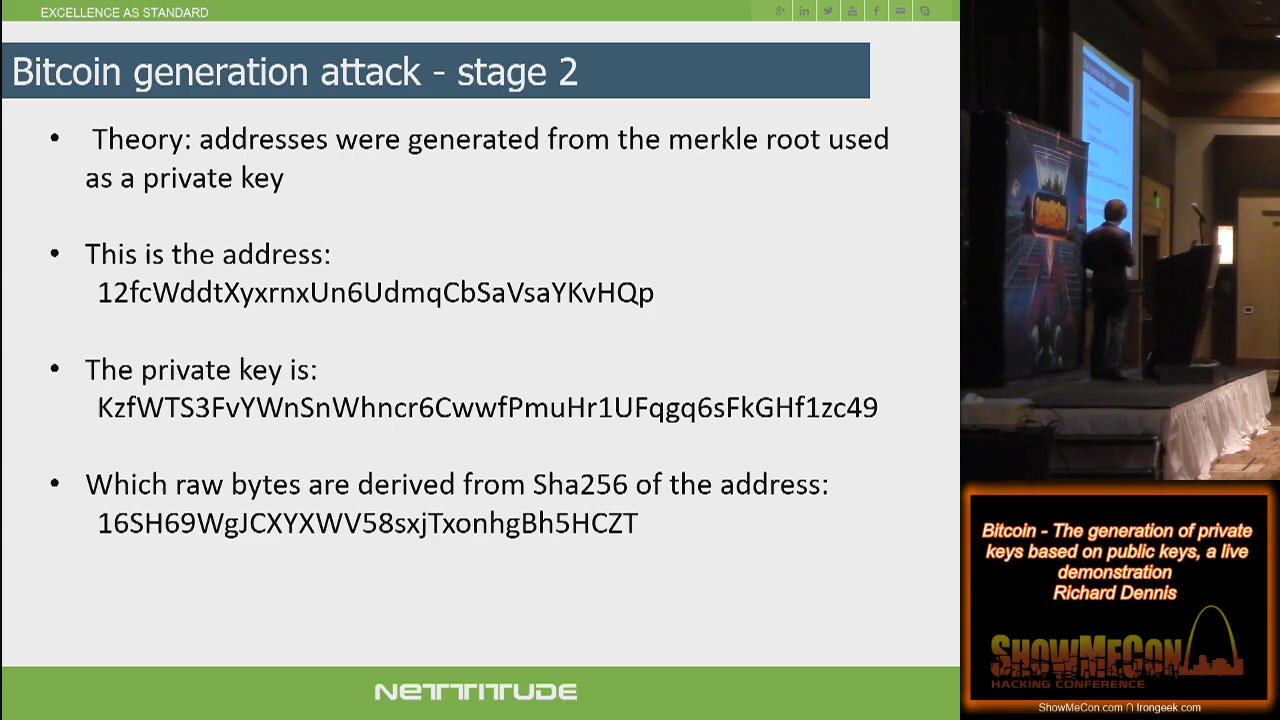 EXCELLENCE AS STANDARD
Bitcoin generation attack - stage 2
• Theory: addresses were generated from the merkle root used
as a private key
• This is the address:
12fcWddtXyxrnxUn6UdmqCbSaVsaYKvHQp
• The private key is:
KzfWTS3FvYWnSnWhncr6CwwfPmuHr1UFqgq6sFkGHf1zc49
• Which raw bytes are derived from Sha256 of the address:
16SH69WgJCXYXWV58sxjTxonhgBh5HCZT
NETTITUDE
Bitcoin - The generation of private
keys based on public keys, a live
demonstration
Richard Dennis
SHOWMECON
HACKING CONFERENCE
ShowMeCon.com ∩ Irongeek.com